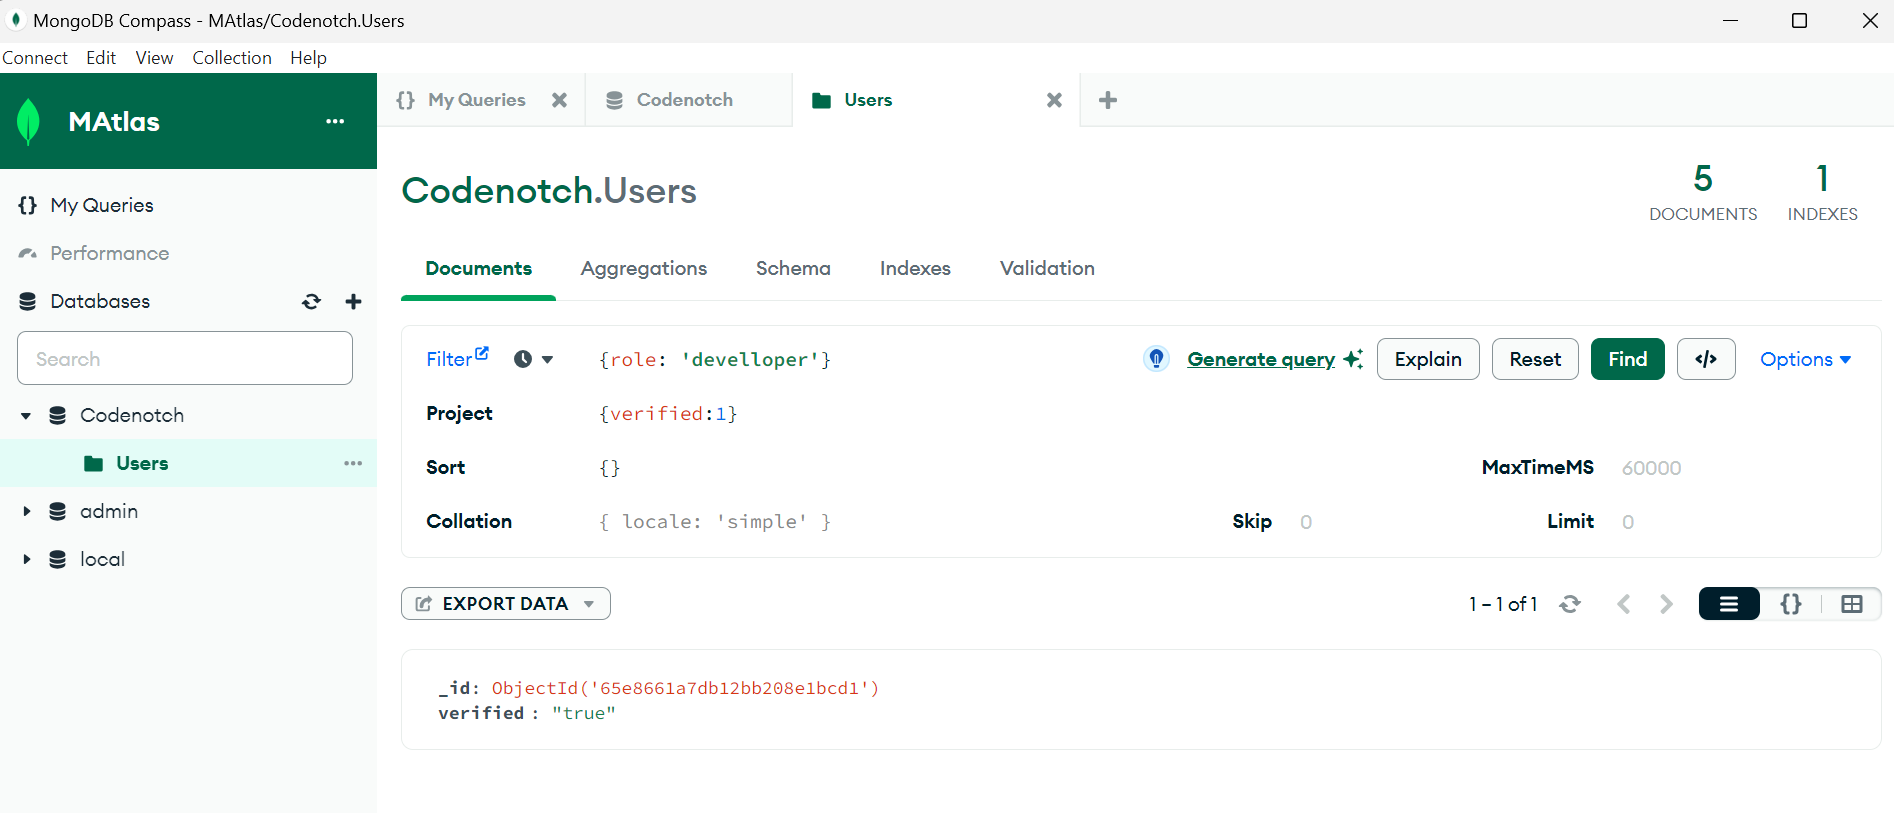 MongoDB Compass - MAtlas/Codenotch.Users
Connect Edit View Collection Help
MAtlas
My Queries
Performance
Databases
Search
Codenotch
Users
admin
local
{} My Queries
Codenotch
Users
Codenotch.Users
5
DOCUMENTS
1
INDEXES
Documents Aggregations Schema Indexes Validation
Filter {role: 'develloper'} Generate query Explain Reset Find </> Options
Project {verified:1}
Sort {} MaxTimeMS 60000
Collation { locale: 'simple' } Skip 0 Limit 0
EXPORT DATA 1 – 1 of 1 {}
_id: ObjectId('65e8661a7db12bb208e1bcd1')
verified : "true"